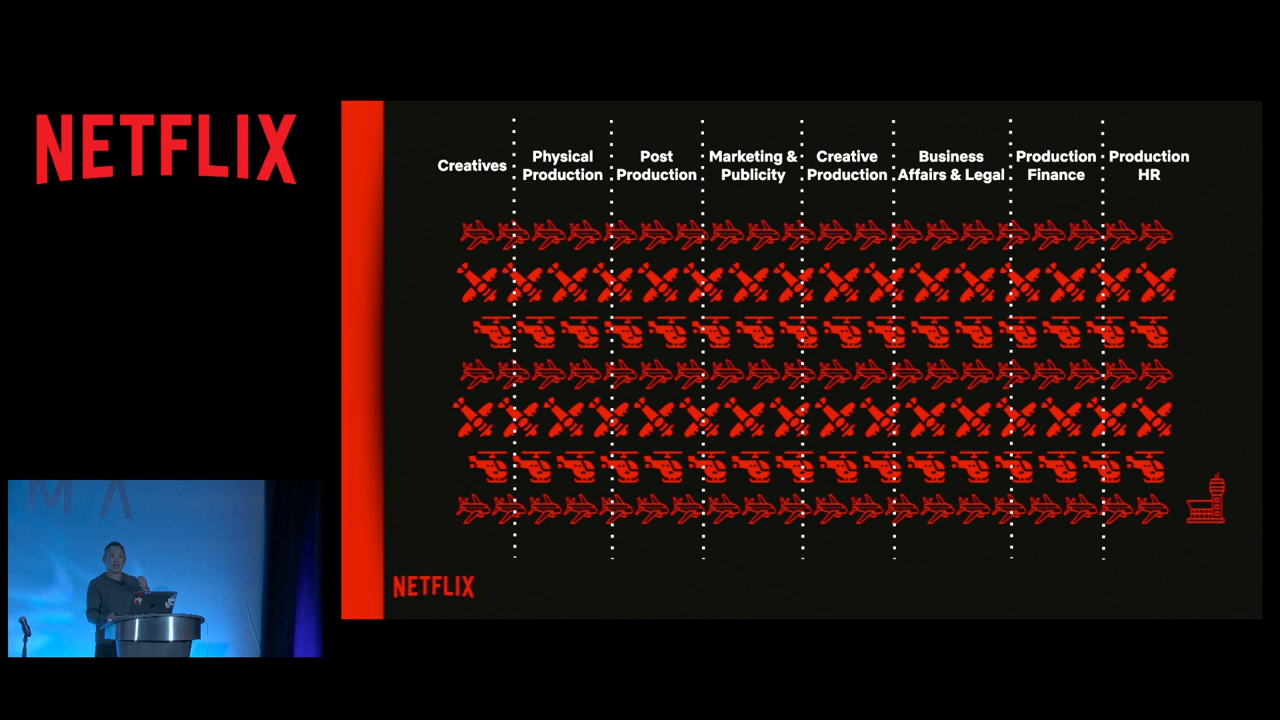 NETFLIX
Creatives
Physical Production
Post Production
Marketing & Publicity
Creative Production
Business Affairs & Legal
Production Finance
Production HR
NETFLIX
M A